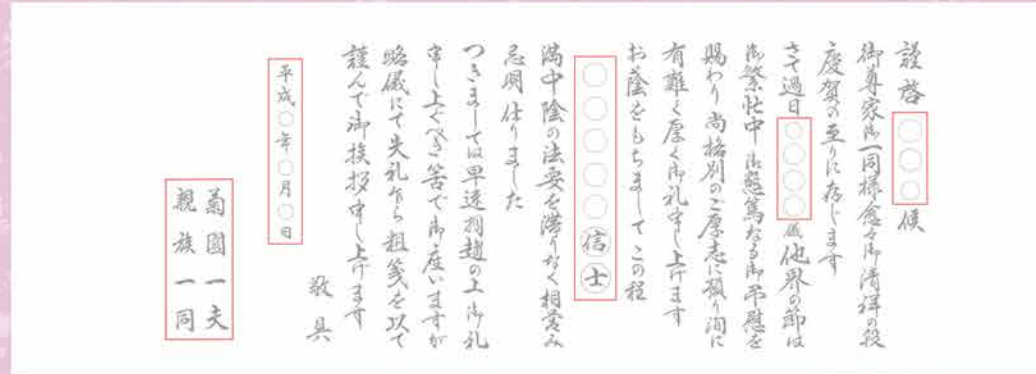 謹啓 ○○○候
御尊家御一同様愈々御清祥の段
慶賀の至りに存じます
さて過日○○○○儀他界の節は
御繁忙中 御懇篤なる御弔慰を
賜わり尚格別のご厚志に預り洵に
有難く厚く御礼申し上げます
お蔭をもちまして この程
○○○○○○信士
満中陰の法要を滞りなく相営み
忌明仕りました
つきましては早速拝趨の上御礼
申し上ぐべき筈で御座いますが
略儀にて失礼乍ら粗箋を以て
謹んで御挨拶申し上げます
敬具
平成○年○月○日
菊園一夫
親族一同